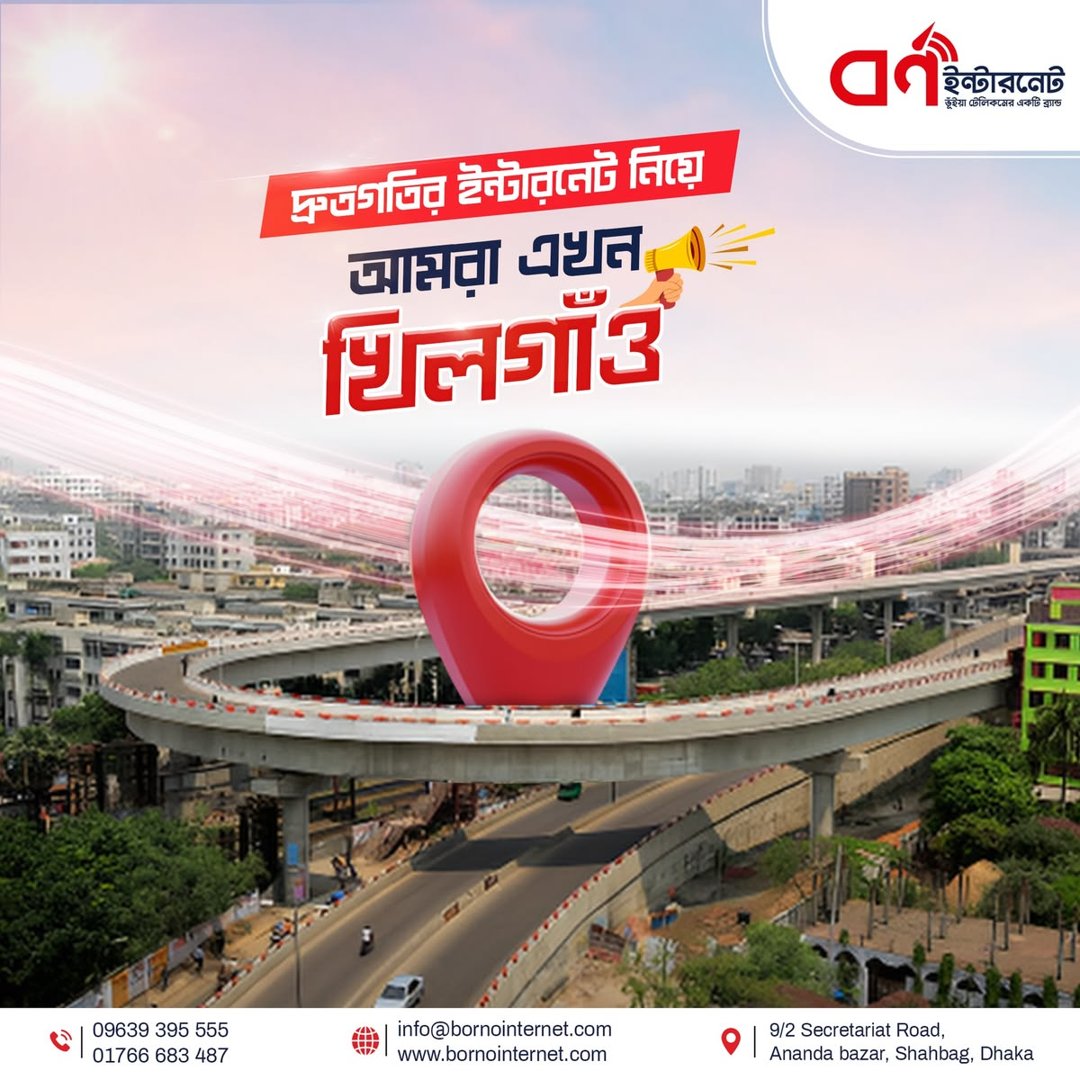 বর্ণ
ইন্টারনেট
ভূঁইয়া টেলিকমের একটি ব্র্যান্ড
দ্রুতগতির ইন্টারনেট নিয়ে
আমরা এখন
খিলগাঁও
09639 395 555
01766 683 487
info@bornointernet.com
www.bornointernet.com
9/2 Secretariat Road,
Ananda bazar, Shahbag, Dhaka